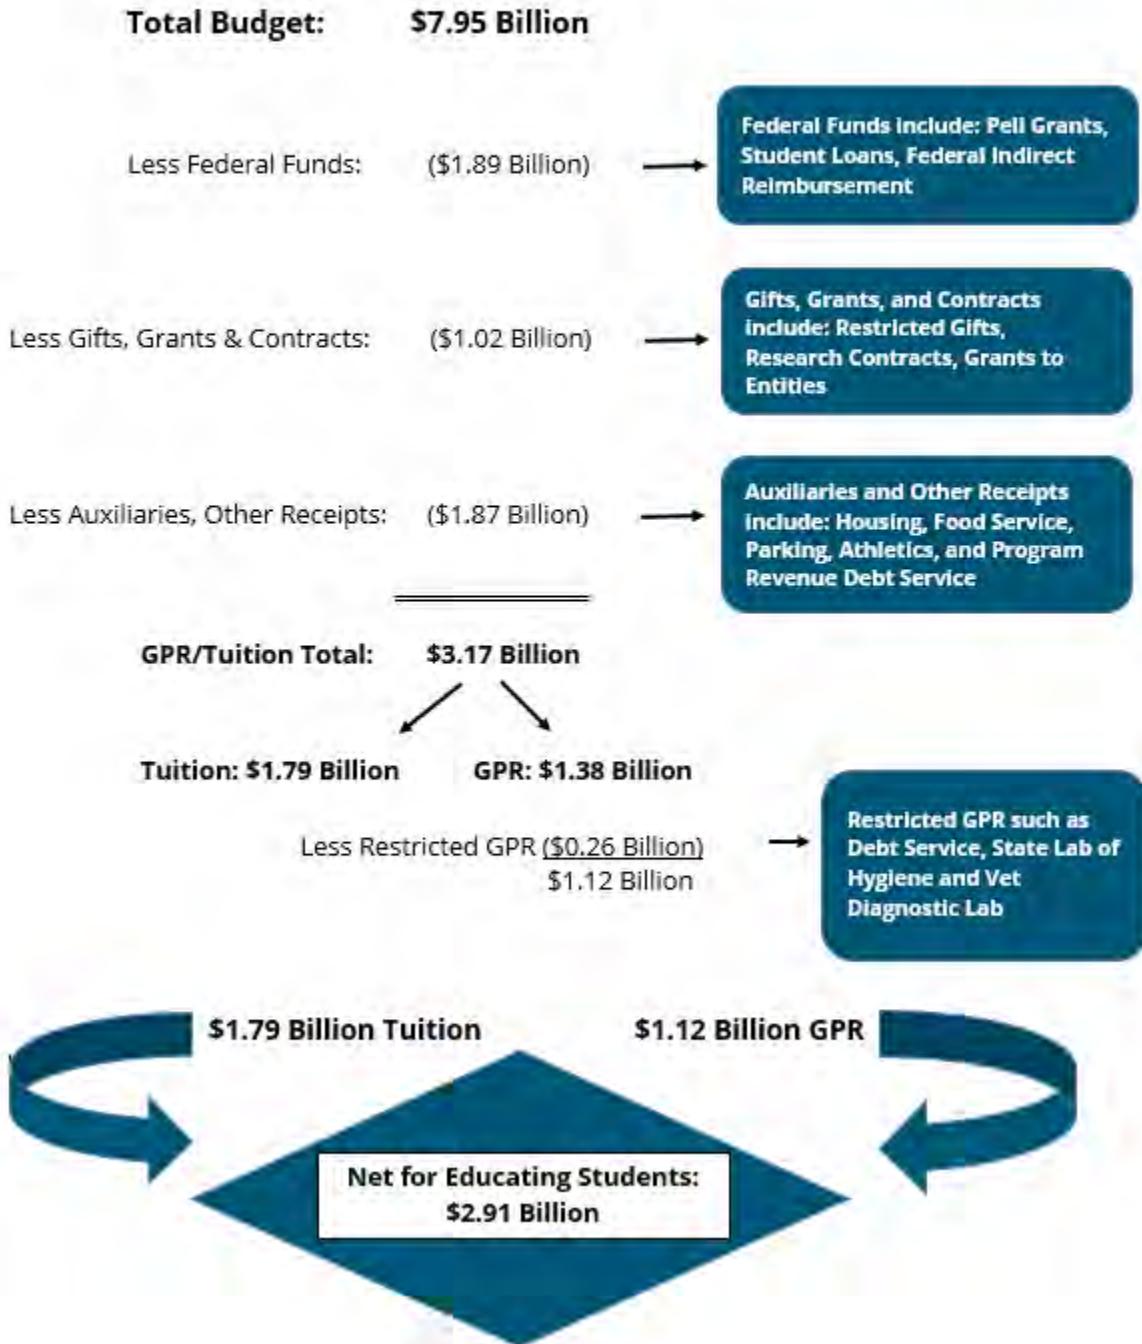 Total Budget: $7.95 Billion
Less Federal Funds: ($1.89 Billion)
Federal Funds include: Pell Grants,
Student Loans, Federal Indirect
Reimbursement
Less Gifts, Grants & Contracts: ($1.02 Billion)
Gifts, Grants, and Contracts
include: Restricted Gifts,
Research Contracts, Grants to
Entities
Less Auxiliaries, Other Receipts: ($1.87 Billion)
Auxiliaries and Other Receipts
include: Housing, Food Service,
Parking, Athletics, and Program
Revenue Debt Service
GPR/Tuition Total: $3.17 Billion
Tuition: $1.79 Billion GPR: $1.38 Billion
Less Restricted GPR ($0.26 Billion)
$1.12 Billion
Restricted GPR such as
Debt Service, State Lab of
Hygiene and Vet
Diagnostic Lab
$1.79 Billion Tuition $1.12 Billion GPR
Net for Educating Students:
$2.91 Billion